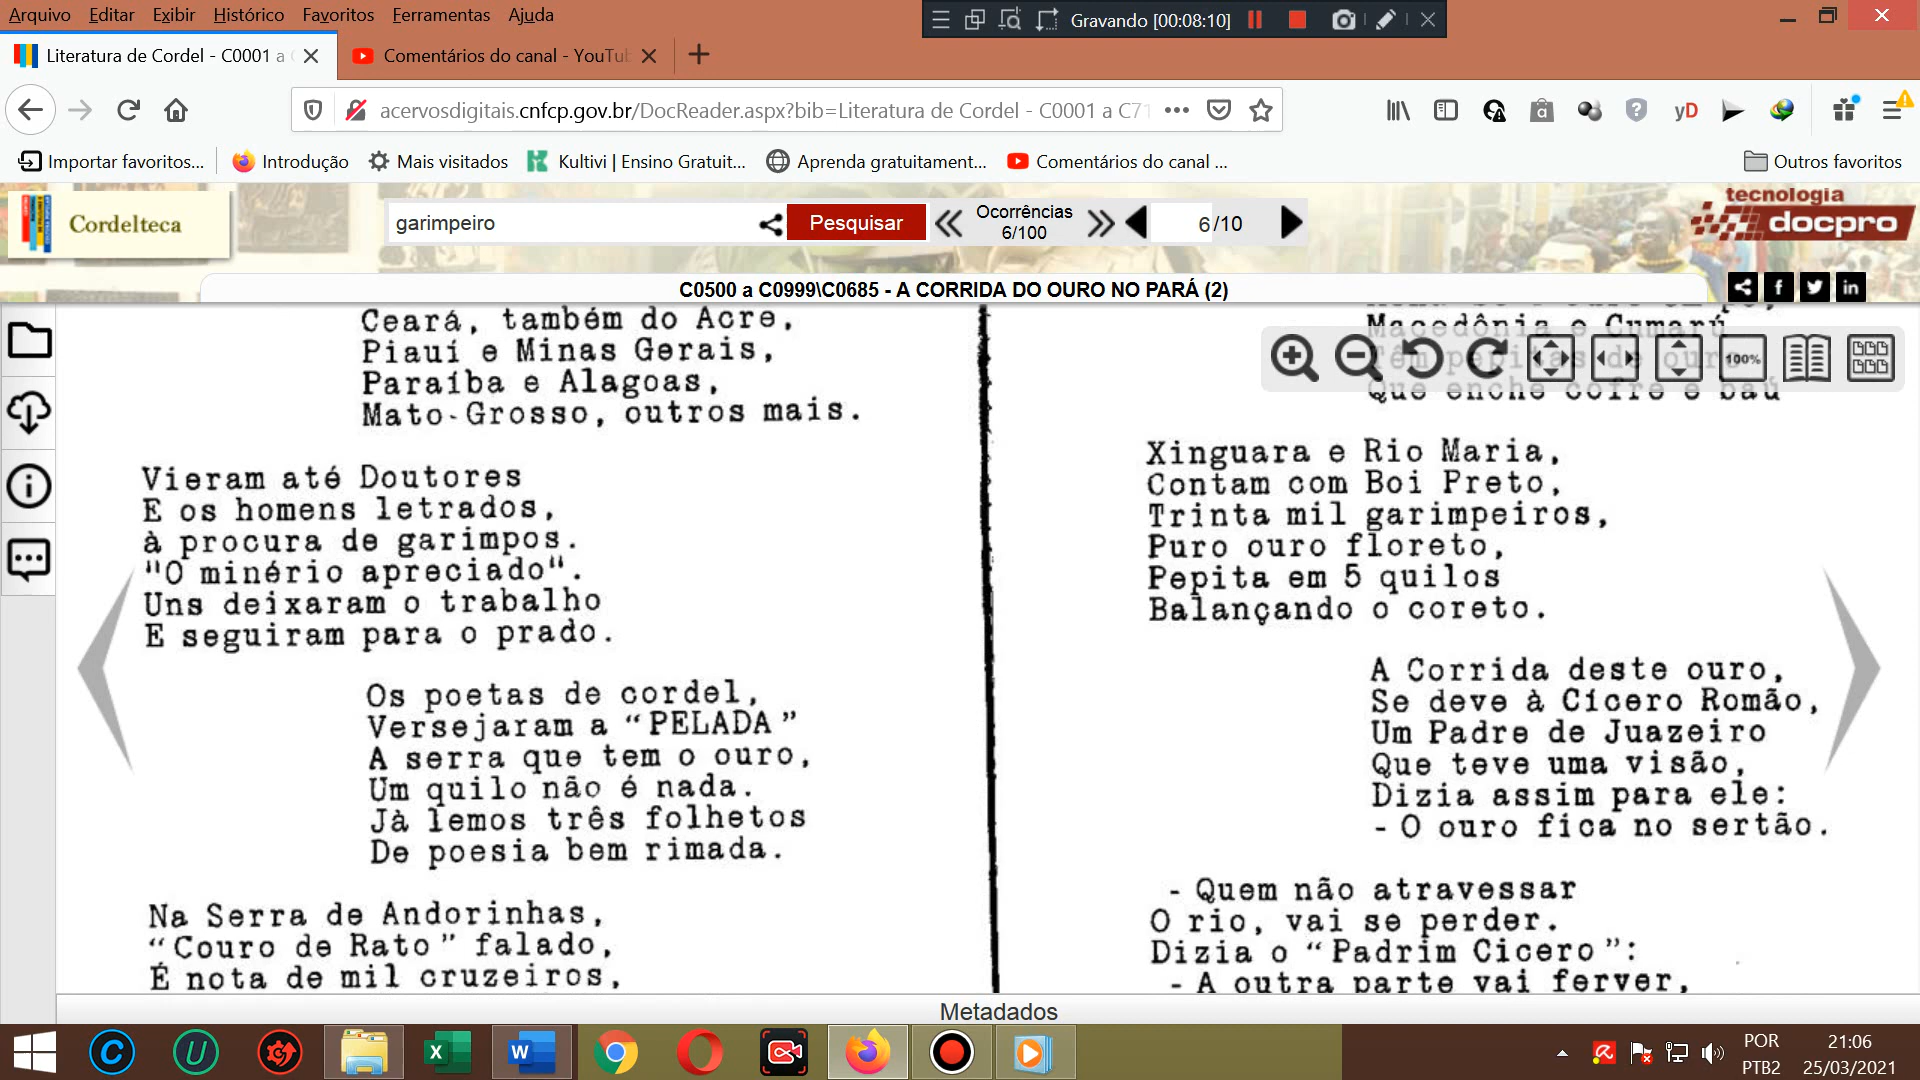 Arquivo Editar Exibir Histórico Favoritos Ferramentas Ajuda
Gravando [00:08:10]
Literatura de Cordel - C0001 a
Comentários do canal - YouTu
acervosdigitais.cnfcp.gov.br/DocReader.aspx?bib=Literatura de Cordel - C0001 a C71
Importar favoritos...
Introdução
Mais visitados
Kultivi | Ensino Gratuit...
Aprenda gratuitament...
Comentários do canal ...
Outros favoritos
Cordelteca
garimpeiro
Pesquisar
Ocorrências
6/100
6 /10
tecnologia
docpro
C0500 a C0999\C0685 - A CORRIDA DO OURO NO PARÁ (2)
Ceará, também do Acre,
Piauí e Minas Gerais,
Paraíba e Alagoas,
Mato-Grosso, outros mais.
Vieram até Doutores
E os homens letrados,
à procura de garimpos.
"O minério apreciado".
Uns deixaram o trabalho
E seguiram para o prado.
Os poetas de cordel,
Versejaram a “PELADA”
A serra que tem o ouro,
Um quilo não é nada.
Jà lemos três folhetos
De poesia bem rimada.
Na Serra de Andorinhas,
“Couro de Rato” falado,
É nota de mil cruzeiros,
Macedônia e Cumarú
Têm pepitas de ouro
Que enche cofre e baú
100%
Xinguara e Rio Maria,
Contam com Boi Preto,
Trinta mil garimpeiros,
Puro ouro floreto,
Pepita em 5 quilos
Balançando o coreto.
A Corrida deste ouro,
Se deve à Cícero Romão,
Um Padre de Juazeiro
Que teve uma visão,
Dizia assim para ele:
- O ouro fica no sertão.
- Quem não atravessar
O rio, vai se perder.
Dizia o “Padrim Cicero”:
- A outra parte vai ferver,
Metadados
POR
PTB2
21:06
25/03/2021